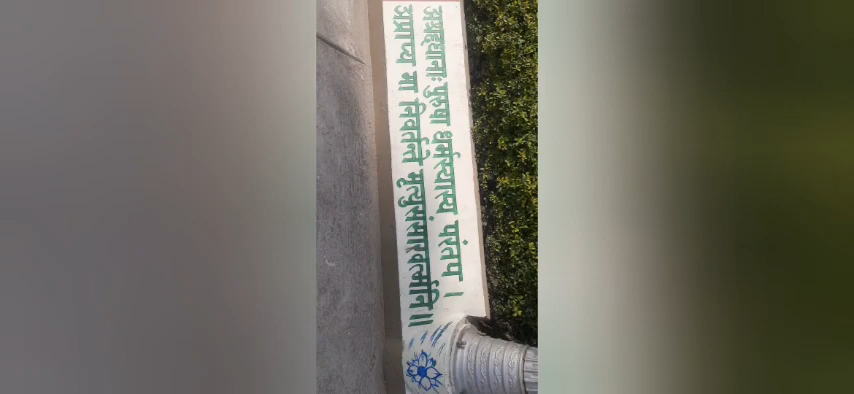 अश्रद्दधानाः पुरुषा धर्मस्यास्य परंतप ।
अप्राप्य मां निवर्तन्ते मृत्युसंसारवर्त्मनि ॥